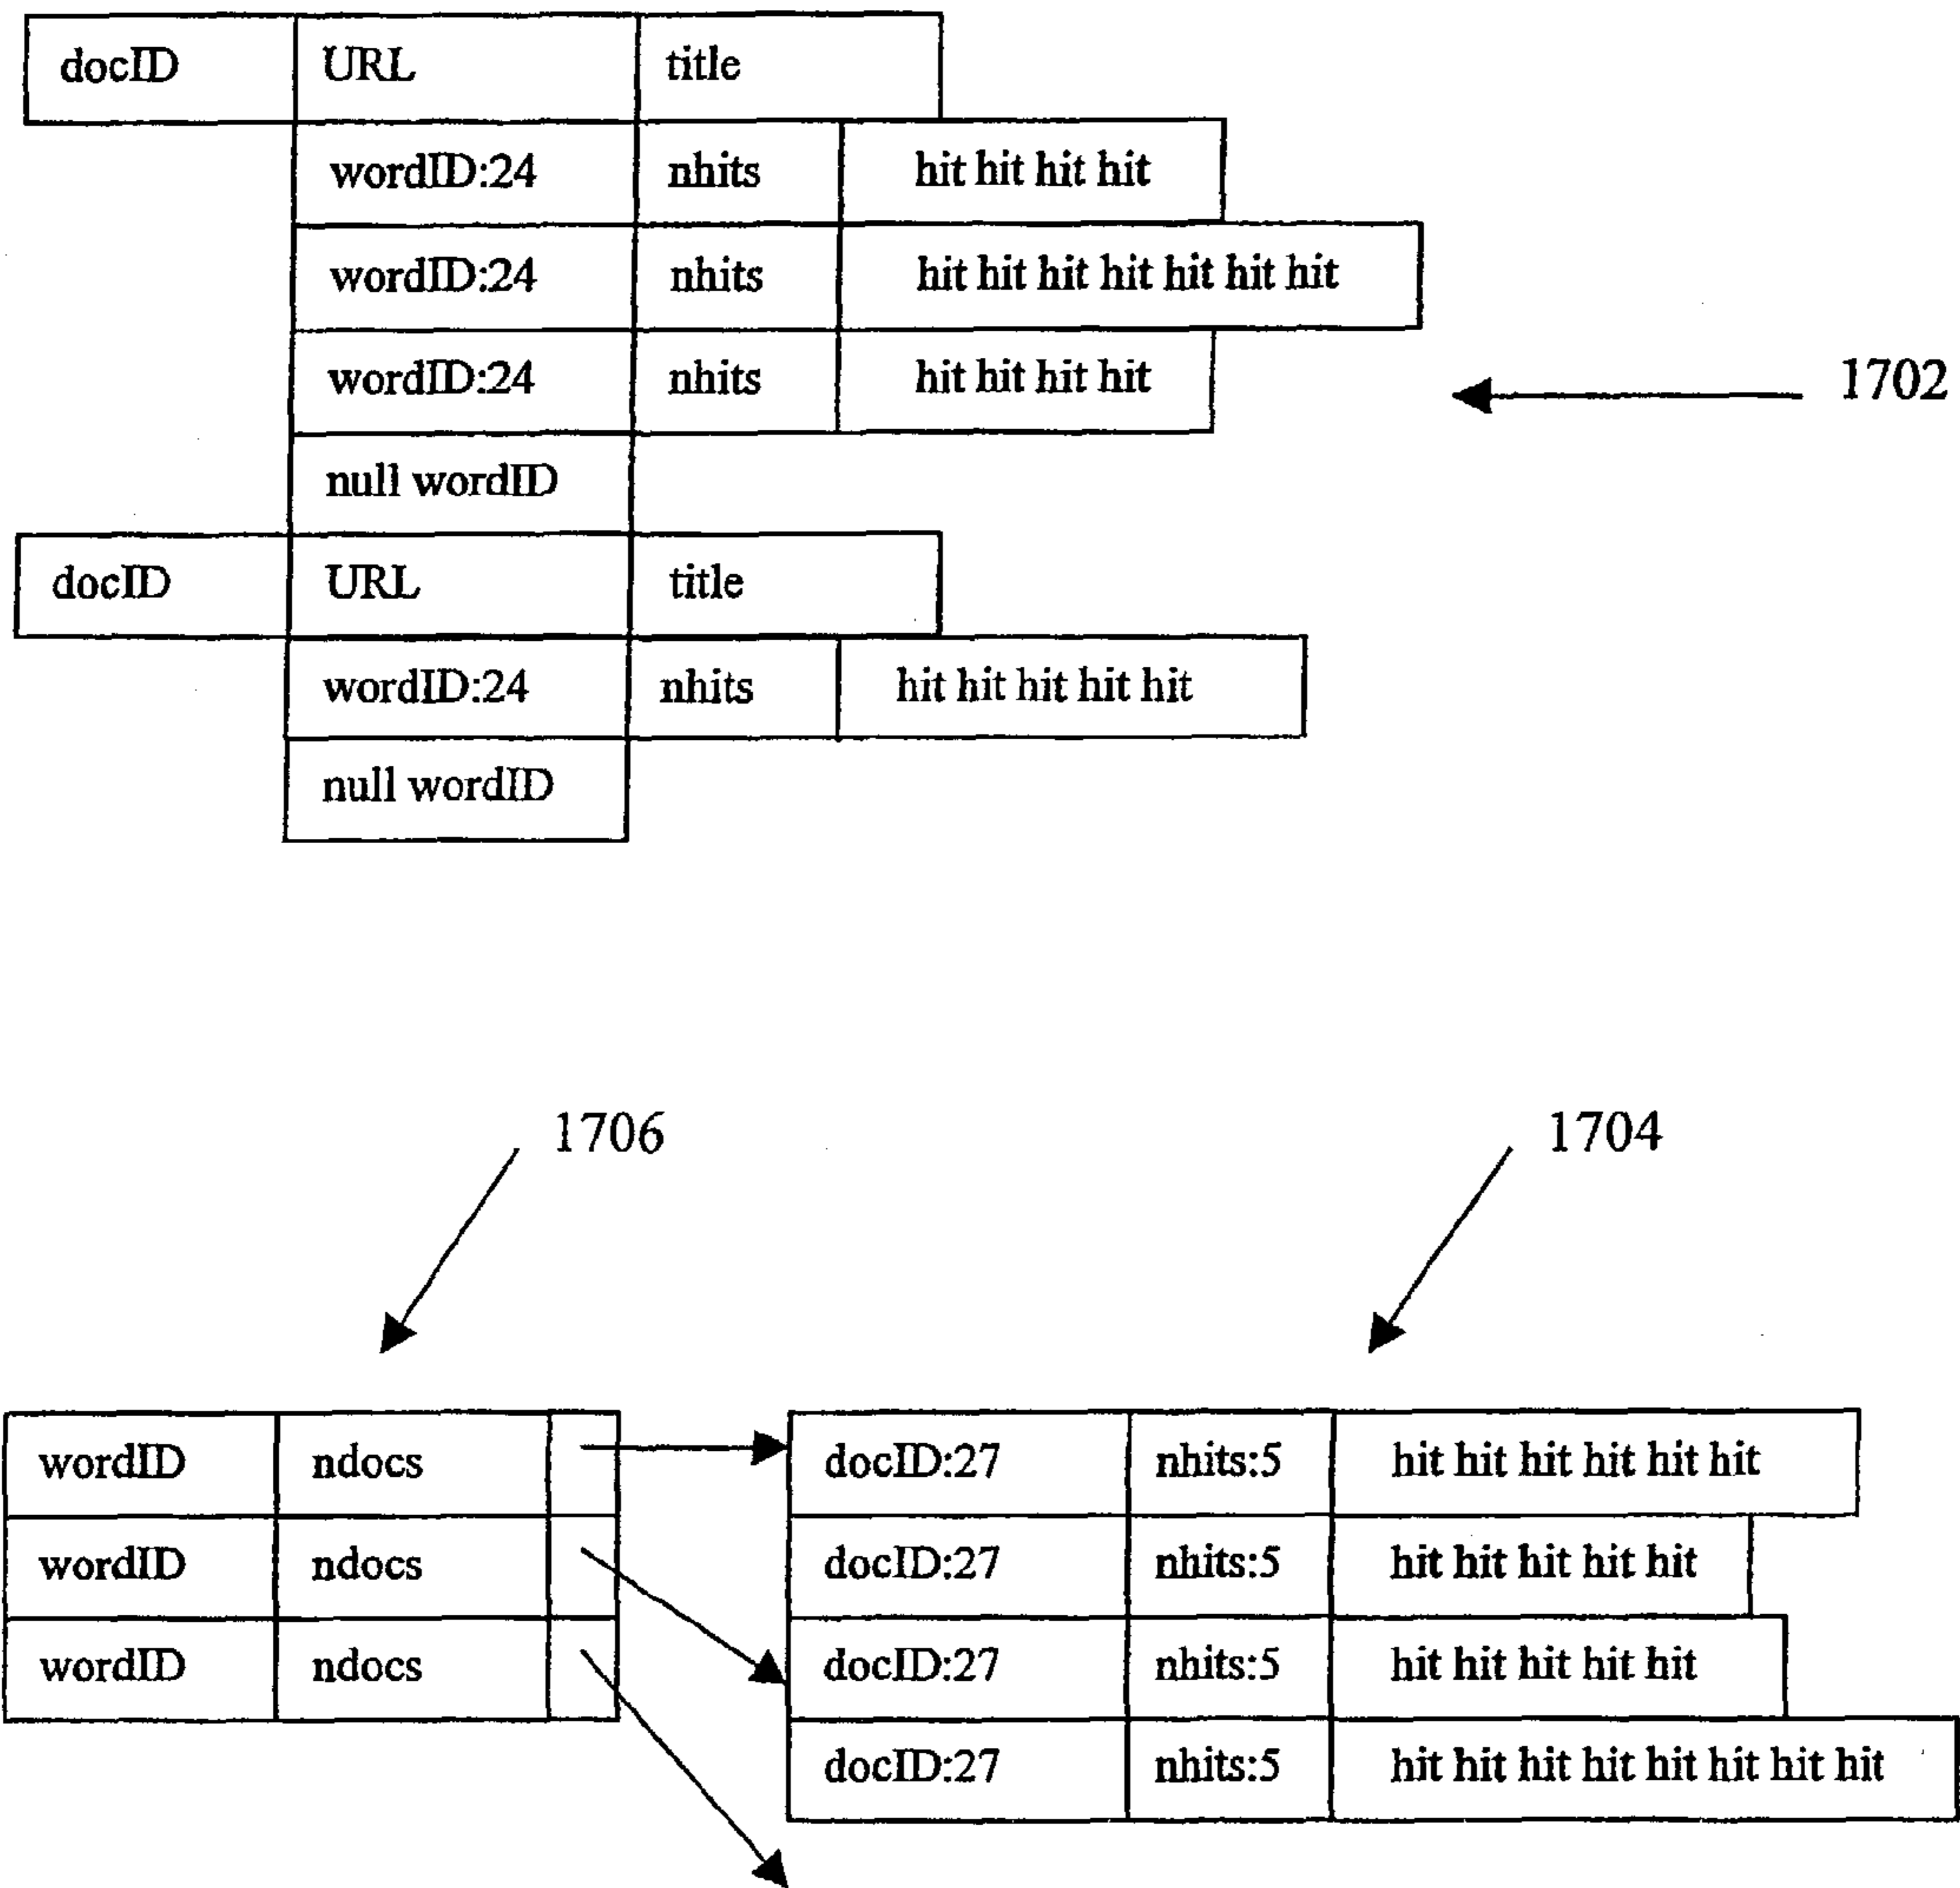 docID URL title
wordID:24 nhits hit hit hit hit
wordID:24 nhits hit hit hit hit hit hit hit
wordID:24 nhits hit hit hit hit
1702
null wordID
docID URL title
wordID:24 nhits hit hit hit hit hit
null wordID
1706 1704
wordID ndocs docID:27 nhits:5 hit hit hit hit hit hit
wordID ndocs docID:27 nhits:5 hit hit hit hit hit
wordID ndocs docID:27 nhits:5 hit hit hit hit hit
docID:27 nhits:5 hit hit hit hit hit hit hit hit